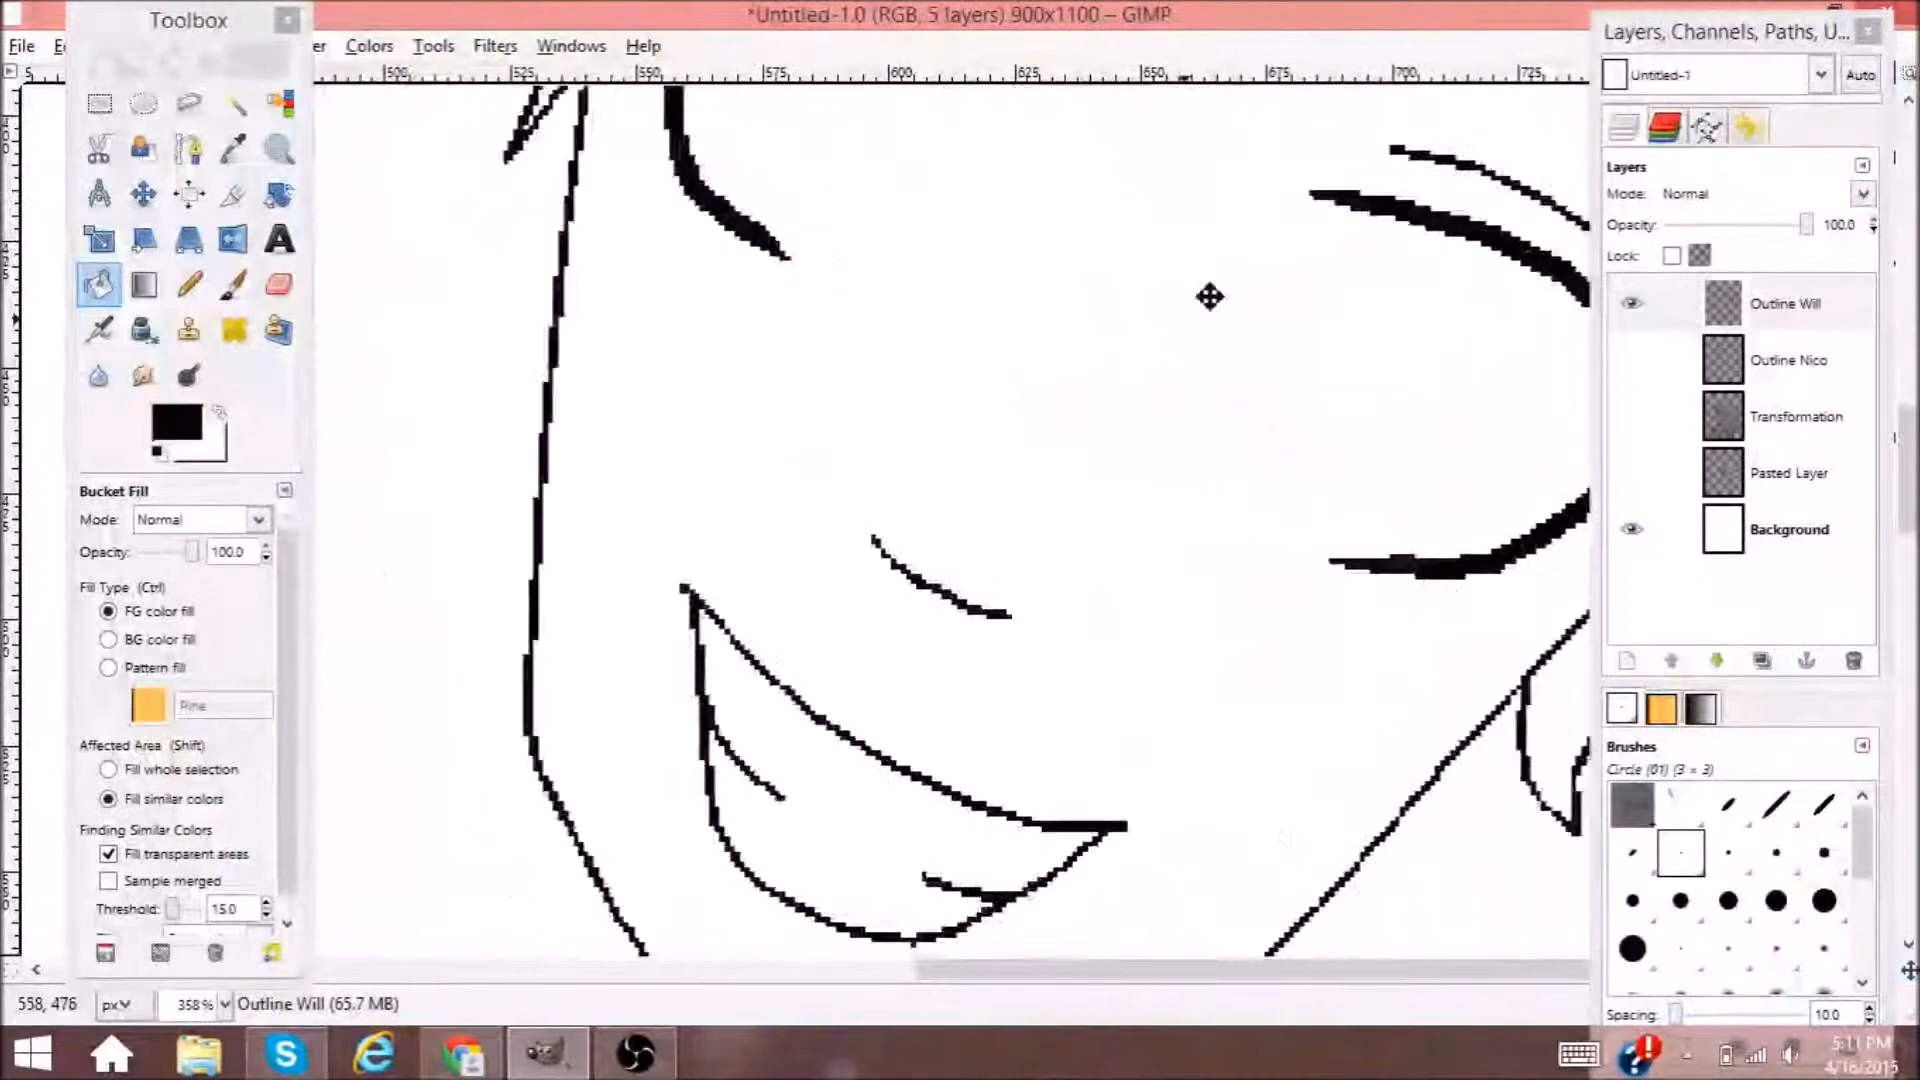 *Untitled-1.0 (RGB, 5 layers) 900x1100 – GIMP
Toolbox
File
er Colors Tools Filters Windows Help
500 525 550 575 600 625 650 675 700 725
Bucket Fill
Mode: Normal
Opacity: 100.0
Fill Type (Ctrl)
FG color fill
BG color fill
Pattern fill
Pine
Affected Area (Shift)
Fill whole selection
Fill similar colors
Finding Similar Colors
Fill transparent areas
Sample merged
Threshold: 15.0
558, 476 px 358% Outline Will (65.7 MB)
Layers, Channels, Paths, U...
Untitled-1 Auto
Layers
Mode: Normal
Opacity: 100.0
Lock:
Outline Will
Outline Nico
Transformation
Pasted Layer
Background
Brushes
Circle (01) (3 × 3)
Spacing: 10.0
5:11 PM
4/16/2015